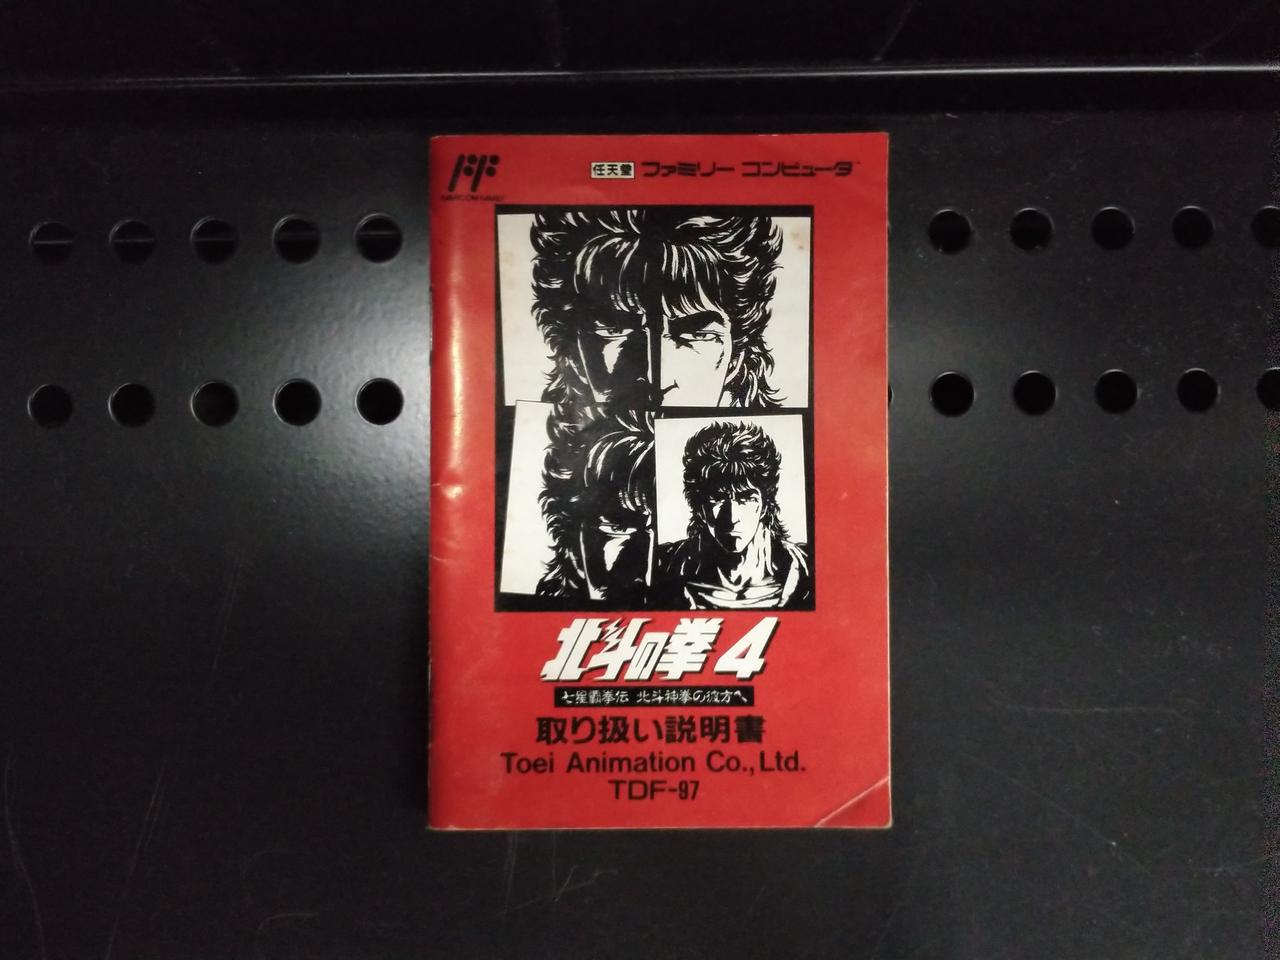 任天堂 ファミリー コンピュータ
北斗の拳4
七星覇拳伝 北斗神拳の彼方へ
取り扱い説明書
Toei Animation Co., Ltd.
TDF-97